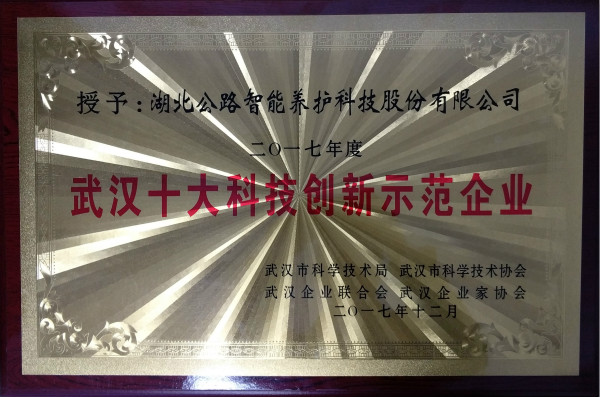 授予：湖北公路智能养护科技股份有限公司
二〇一七年度
武汉十大科技创新示范企业
武汉市科学技术局 武汉市科学技术协会
武汉企业联合会 武汉企业家协会
二〇一七年十二月